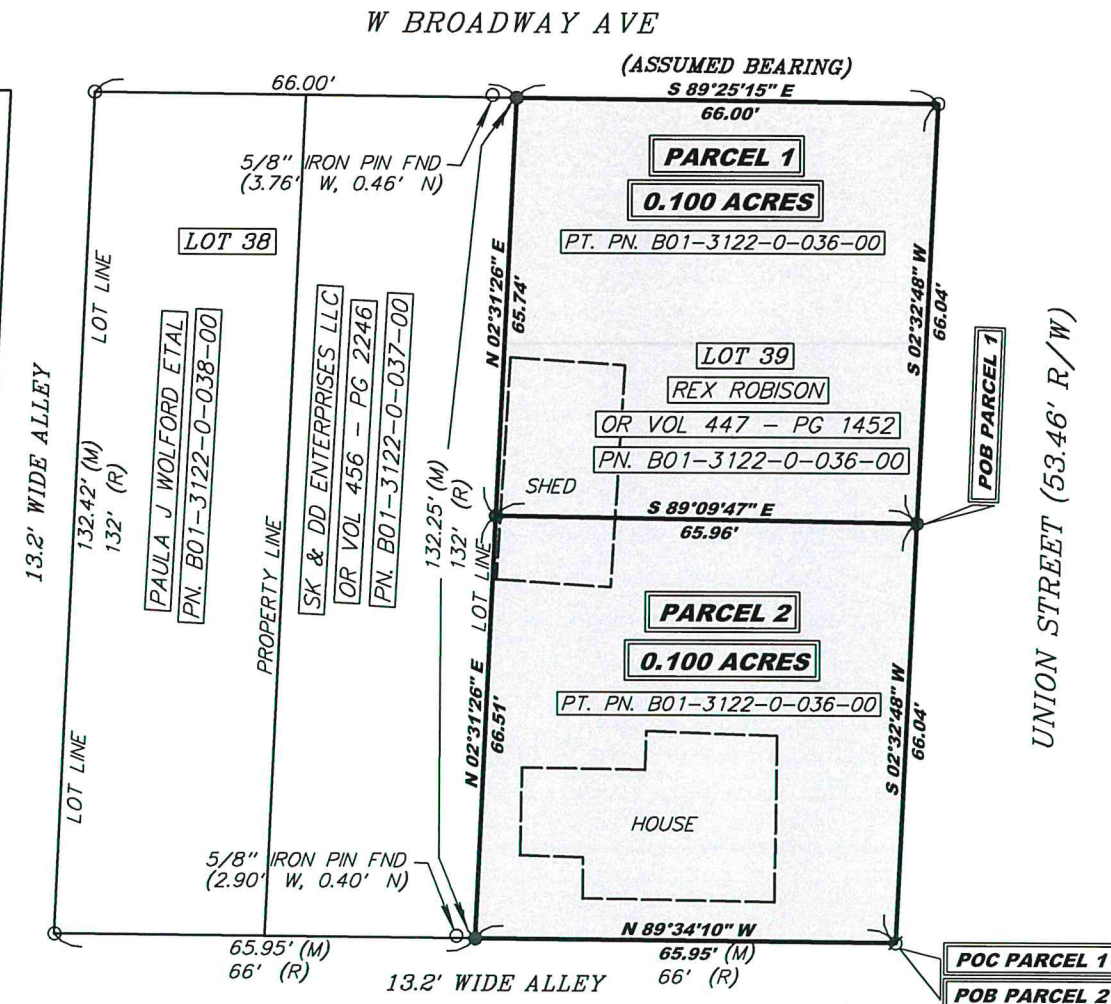 W BROADWAY AVE
(ASSUMED BEARING)
66.00'
S 89°25'15" E
66.00'
5/8" IRON PIN FND
(3.76' W, 0.46' N)
PARCEL 1
0.100 ACRES
PT. PN. B01-3122-0-036-00
LOT 38
LOT LINE
13.2' WIDE ALLEY
132.42' (M)
132' (R)
LOT LINE
PAULA J WOLFORD ETAL
PN. B01-3122-0-038-00
PROPERTY LINE
SK & DD ENTERPRISES LLC
OR VOL 456 - PG 2246
PN. B01-3122-0-037-00
132.25' (M)
132' (R)
N 02°31'26" E
65.74'
S 02°32'48" W
66.04'
LOT 39
REX ROBISON
OR VOL 447 - PG 1452
PN. B01-3122-0-036-00
SHED
POB PARCEL 1
UNION STREET (53.46' R/W)
S 89°09'47" E
65.96'
LOT LINE
N 02°31'26" E
66.51'
PARCEL 2
0.100 ACRES
PT. PN. B01-3122-0-036-00
S 02°32'48" W
66.04'
HOUSE
5/8" IRON PIN FND
(2.90' W, 0.40' N)
N 89°34'10" W
65.95' (M)
66' (R)
65.95' (M)
66' (R)
13.2' WIDE ALLEY
POC PARCEL 1
POB PARCEL 2